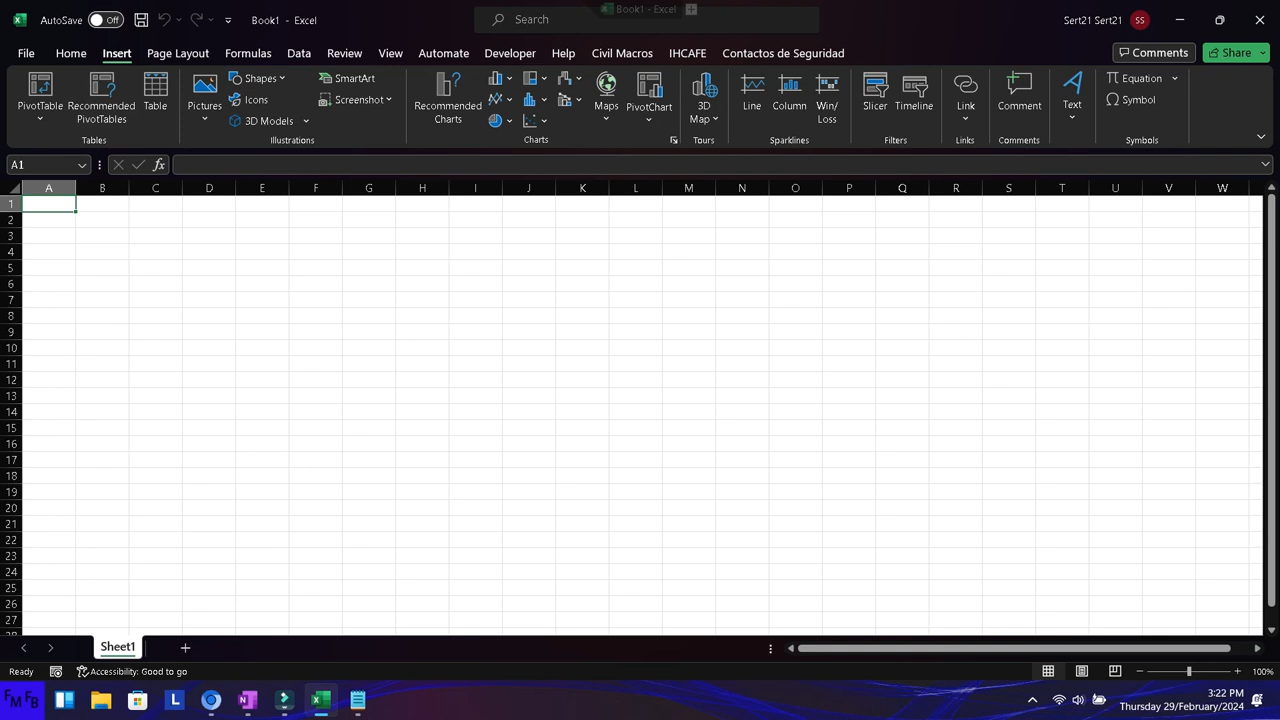 AutoSave Off Book1 - Excel Search Book1 - Excel Sert21 Sert21 SS
File Home Insert Page Layout Formulas Data Review View Automate Developer Help Civil Macros IHCAFE Contactos de Seguridad Comments Share
PivotTable Recommended PivotTables Table Pictures Shapes Icons 3D Models SmartArt Screenshot Recommended Charts Maps PivotChart 3D Map Line Column Win/Loss Slicer Timeline Link Comment Text Equation Symbol
Tables Illustrations Charts Tours Sparklines Filters Links Comments Symbols
A1 fx
A B C D E F G H I J K L M N O P Q R S T U V W
1
2
3
4
5
6
7
8
9
10
11
12
13
14
15
16
17
18
19
20
21
22
23
24
25
26
27
28
Sheet1
Ready Accessibility: Good to go 100%
FM FB L N 3:22 PM
Thursday 29/February/2024